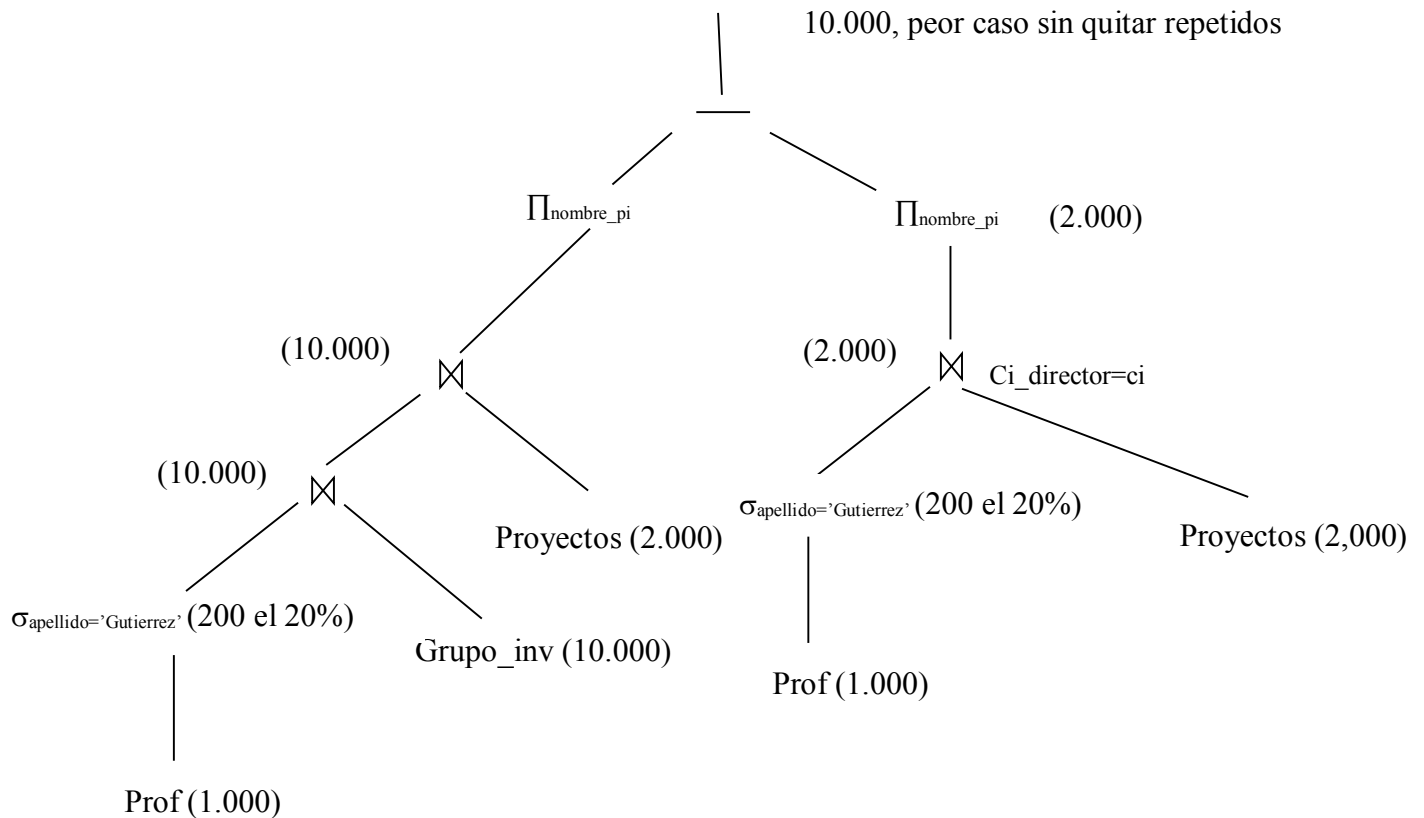 10.000, peor caso sin quitar repetidos
—
∏nombre_pi
∏nombre_pi (2.000)
(10.000) ⋈
(2.000) ⋈ Ci_director=ci
(10.000) ⋈
Proyectos (2.000)
σapellido='Gutierrez' (200 el 20%)
Proyectos (2,000)
σapellido=’Gutierrez’ (200 el 20%)
Grupo_inv (10.000)
Prof (1.000)
Prof (1.000)